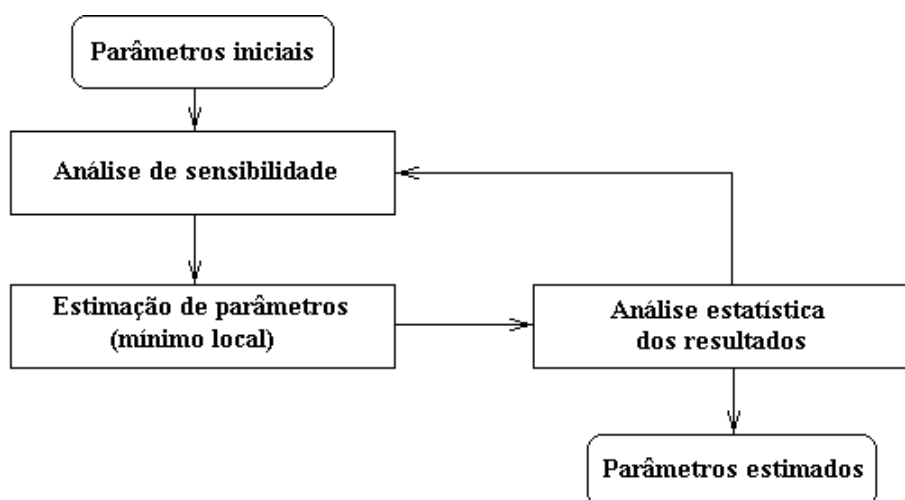 Parâmetros iniciais
Análise de sensibilidade
Estimação de parâmetros
(mínimo local)
Análise estatística
dos resultados
Parâmetros estimados